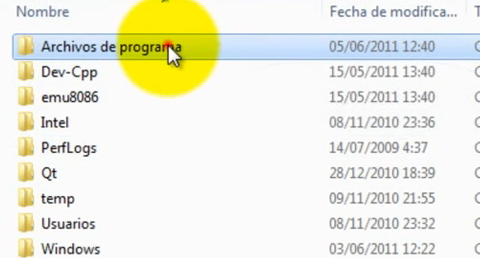 Nombre Fecha de modifica...
Archivos de programa 05/06/2011 12:40
Dev-Cpp 15/05/2011 13:40
emu8086 15/05/2011 13:40
Intel 08/11/2010 23:36
PerfLogs 14/07/2009 4:37
Qt 28/12/2010 18:39
temp 09/11/2010 21:55
Usuarios 08/11/2010 23:32
Windows 03/06/2011 12:22